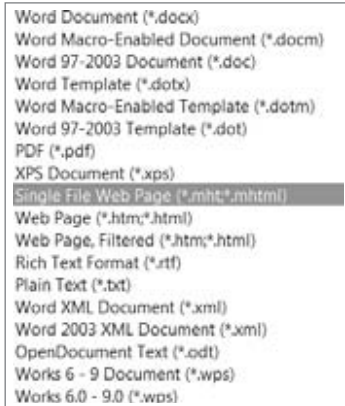 Word Document (*.docx)
Word Macro-Enabled Document (*.docm)
Word 97-2003 Document (*.doc)
Word Template (*.dotx)
Word Macro-Enabled Template (*.dotm)
Word 97-2003 Template (*.dot)
PDF (*.pdf)
XPS Document (*.xps)
Single File Web Page (*.mht;*.mhtml)
Web Page (*.htm;*.html)
Web Page, Filtered (*.htm;*.html)
Rich Text Format (*.rtf)
Plain Text (*.txt)
Word XML Document (*.xml)
Word 2003 XML Document (*.xml)
OpenDocument Text (*.odt)
Works 6 - 9 Document (*.wps)
Works 6.0 - 9.0 (*.wps)